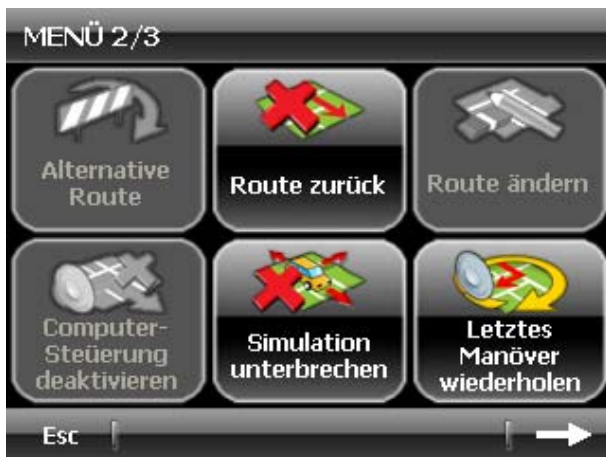 MENÜ 2/3
Alternative
Route
Route zurück
Route ändern
Computer-
Steüerung
deaktivieren
Simulation
unterbrechen
Letztes
Manöver
wiederholen
Esc